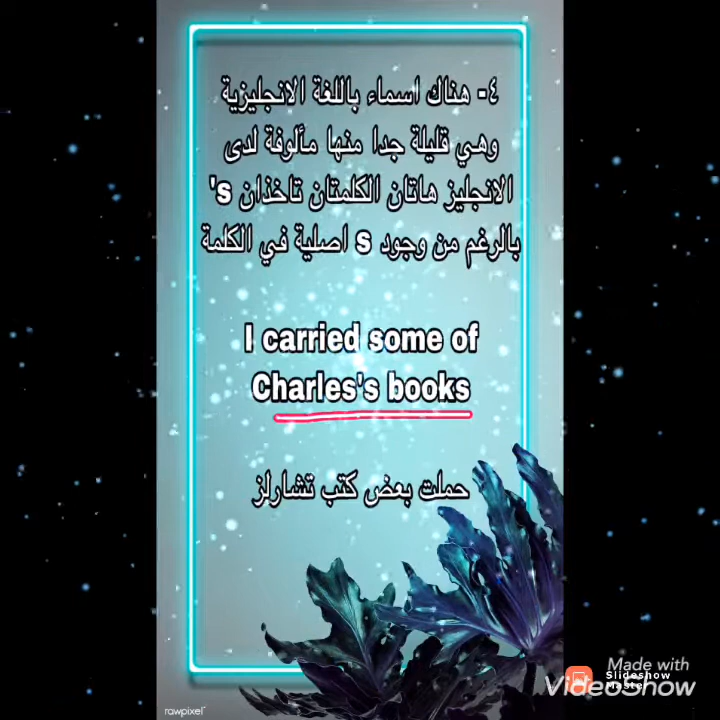 ٤- هناك اسماء باللغة الانجليزية
وهي قليلة جدا منها مألوفة لدى
الانجليز هاتان الكلمتان تاخذان s'
بالرغم من وجود s اصلية في الكلمة
I carried some of
Charles's books
حملت بعض كتب تشارلز
Made with
VideoShow
Slideshow
Master
rawpixel